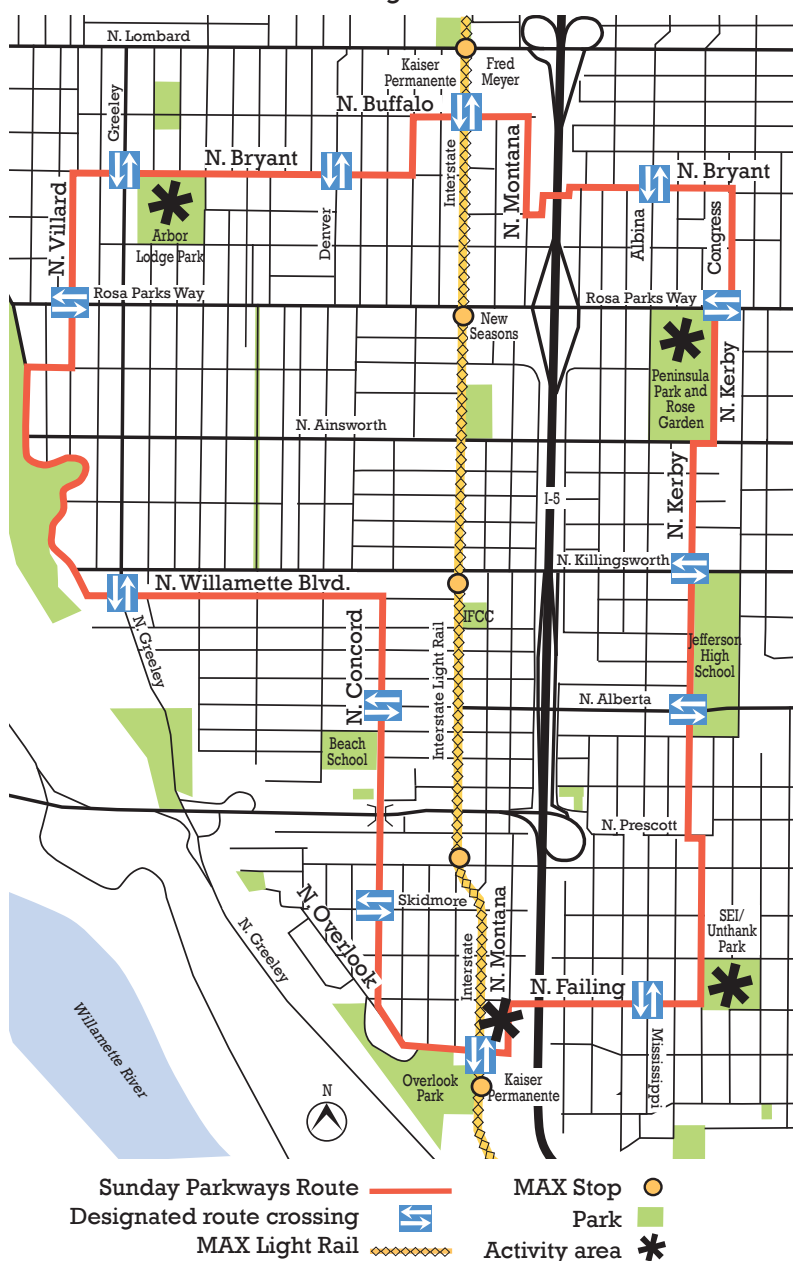 N. Lombard
Kaiser
Permanente
Fred
Meyer
Greeley
N. Buffalo
N. Bryant
Interstate
N. Montana
N. Bryant
N. Villard
Denver
Albina
Congress
Arbor
Lodge Park
Rosa Parks Way
Rosa Parks Way
New
Seasons
Peninsula
Park and
Rose
Garden
N. Kerby
N. Ainsworth
N. Kerby
I-5
N. Killingsworth
N. Willamette Blvd.
N. Greeley
N. Concord
IFCC
Interstate Light Rail
Jefferson
High
School
N. Alberta
Beach
School
N. Prescott
N. Overlook
Skidmore
N. Montana
SEI/
Unthank
Park
N. Greeley
Interstate
N. Failing
Mississippi
Willamette River
N
Overlook
Park
Kaiser
Permanente
Sunday Parkways Route
Designated route crossing
MAX Light Rail
MAX Stop
Park
Activity area